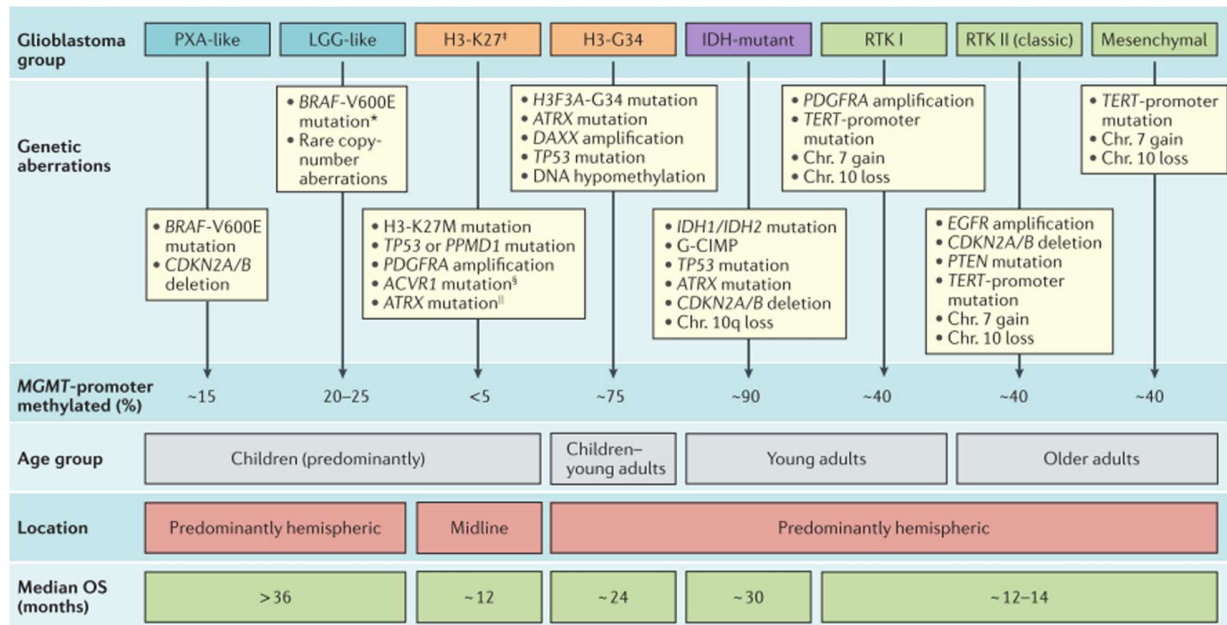 Glioblastoma
group
PXA-like
LGG-like
H3-K27‡
H3-G34
IDH-mutant
RTK I
RTK II (classic)
Mesenchymal
Genetic
aberrations
• BRAF-V600E
mutation
• CDKN2A/B
deletion
• BRAF-V600E
mutation*
• Rare copy-
number
aberrations
• H3-K27M mutation
• TP53 or PPMD1 mutation
• PDGFRA amplification
• ACVR1 mutation§
• ATRX mutation||
• H3F3A-G34 mutation
• ATRX mutation
• DAXX amplification
• TP53 mutation
• DNA hypomethylation
• IDH1/IDH2 mutation
• G-CIMP
• TP53 mutation
• ATRX mutation
• CDKN2A/B deletion
• Chr. 10q loss
• PDGFRA amplification
• TERT-promoter
mutation
• Chr. 7 gain
• Chr. 10 loss
• EGFR amplification
• CDKN2A/B deletion
• PTEN mutation
• TERT-promoter
mutation
• Chr. 7 gain
• Chr. 10 loss
• TERT-promoter
mutation
• Chr. 7 gain
• Chr. 10 loss
MGMT-promoter
methylated (%)
~15
20–25
<5
~75
~90
~40
~40
~40
Age group
Children (predominantly)
Children–
young adults
Young adults
Older adults
Location
Predominantly hemispheric
Midline
Predominantly hemispheric
Median OS
(months)
>36
~12
~24
~30
~12–14